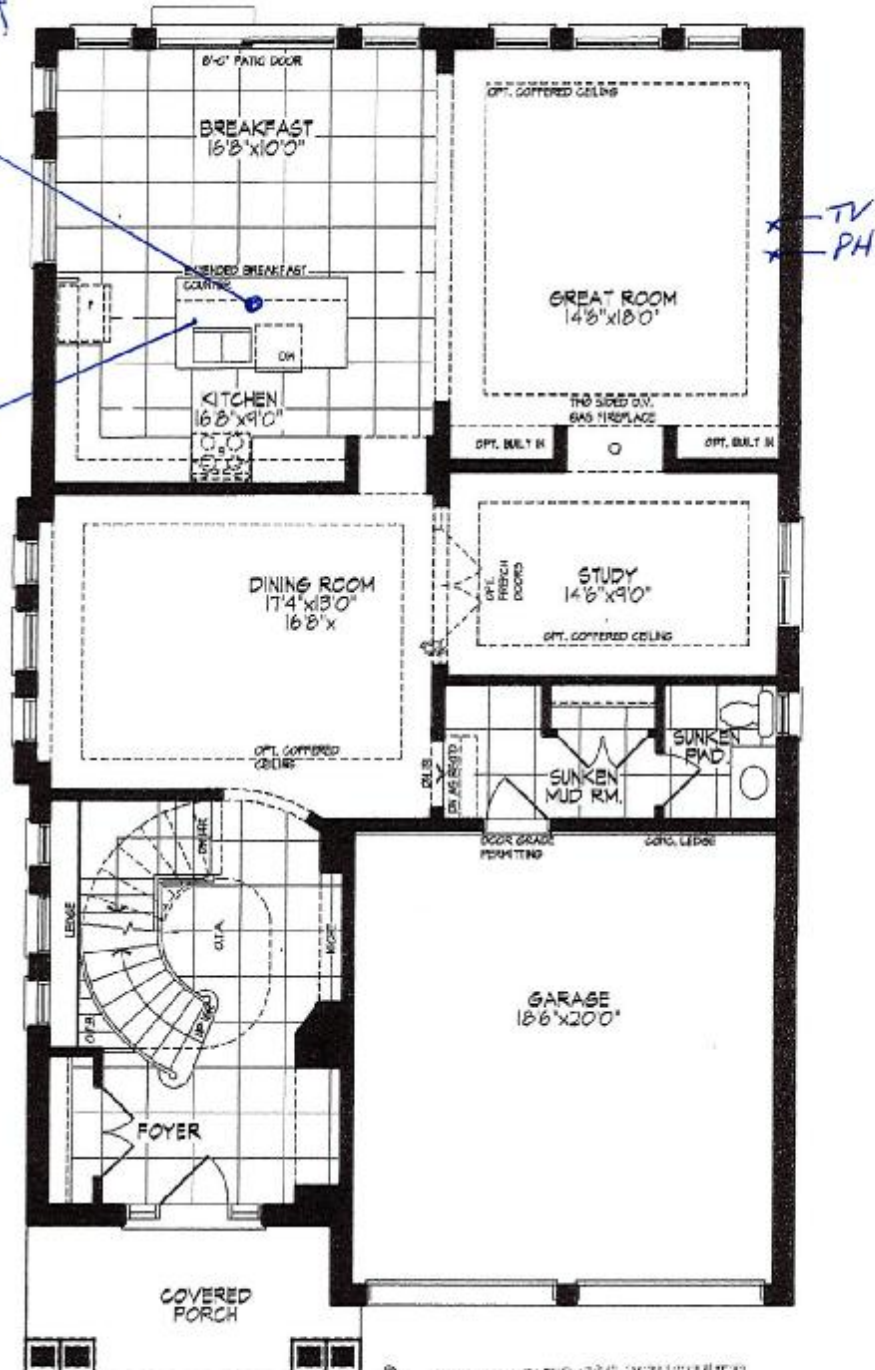 8'-0" PATIO DOOR
BREAKFAST
16'8"x10'0"
OPT. COFFERED CEILING
TV
PH
EXTENDED BREAKFAST
COUNTER
F
DW
GREAT ROOM
14'6"x18'0"
KITCHEN
16'8"x9'0"
TWO SIDED D.V.
GAS FIREPLACE
OPT. BUILT IN
OPT. BUILT IN
DINING ROOM
17'4"x13'0"
16'8"x
OPT.
FRENCH
DOORS
STUDY
14'6"x9'0"
OPT. COFFERED CEILING
OPT. COFFERED
CEILING
SUNKEN
MUD RM.
SUNKEN
PWD.
DOOR GRADE
PERMITTING
CONC. LEDGE
LEDGE
O.T.A.
NICHE
O.T.B.
GARAGE
18'6"x20'0"
FOYER
COVERED
PORCH